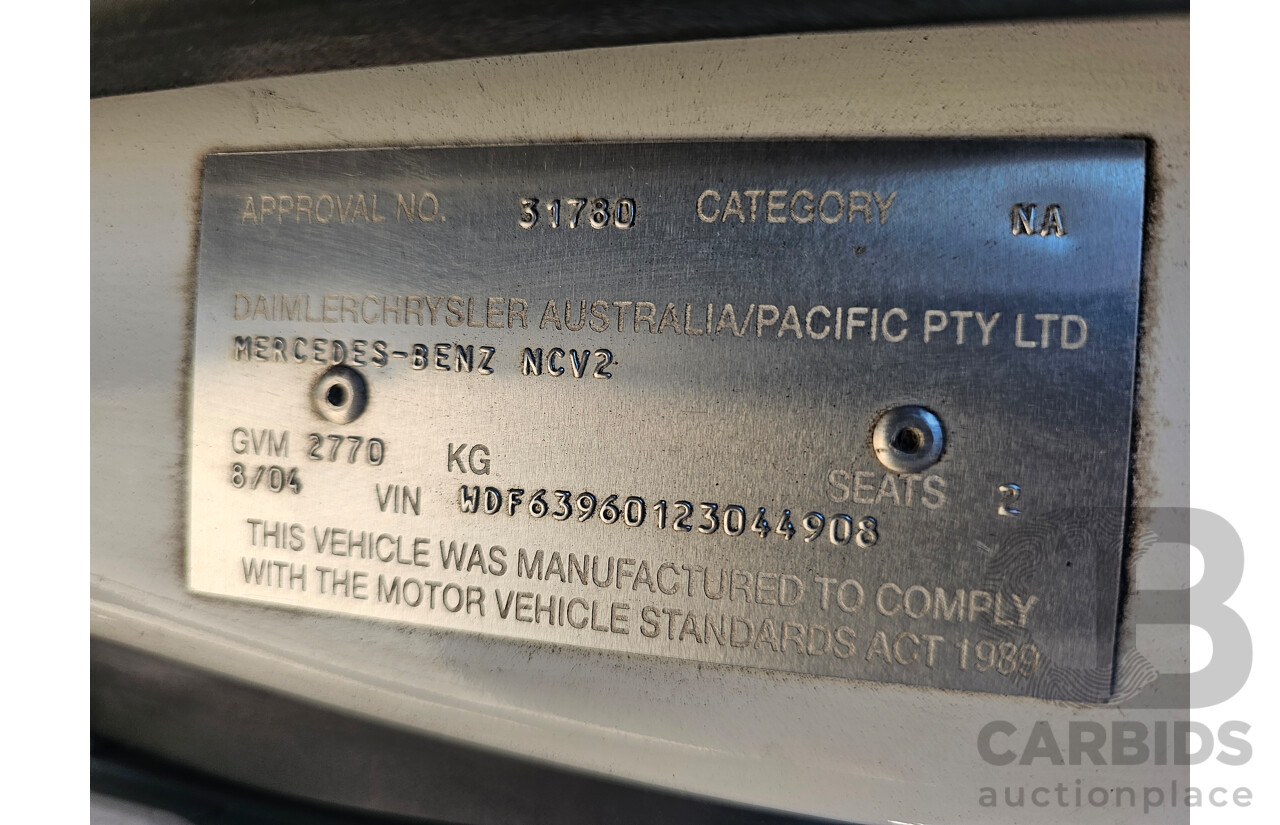 APPROVAL NO. 31780 CATEGORY NA
DAIMLERCHRYSLER AUSTRALIA/PACIFIC PTY LTD
MERCEDES-BENZ NCV2
GVM 2770 KG SEATS 2
8/04 VIN WDF63960123044908
THIS VEHICLE WAS MANUFACTURED TO COMPLY
WITH THE MOTOR VEHICLE STANDARDS ACT 1989
B
CARBIDS
auctionplace